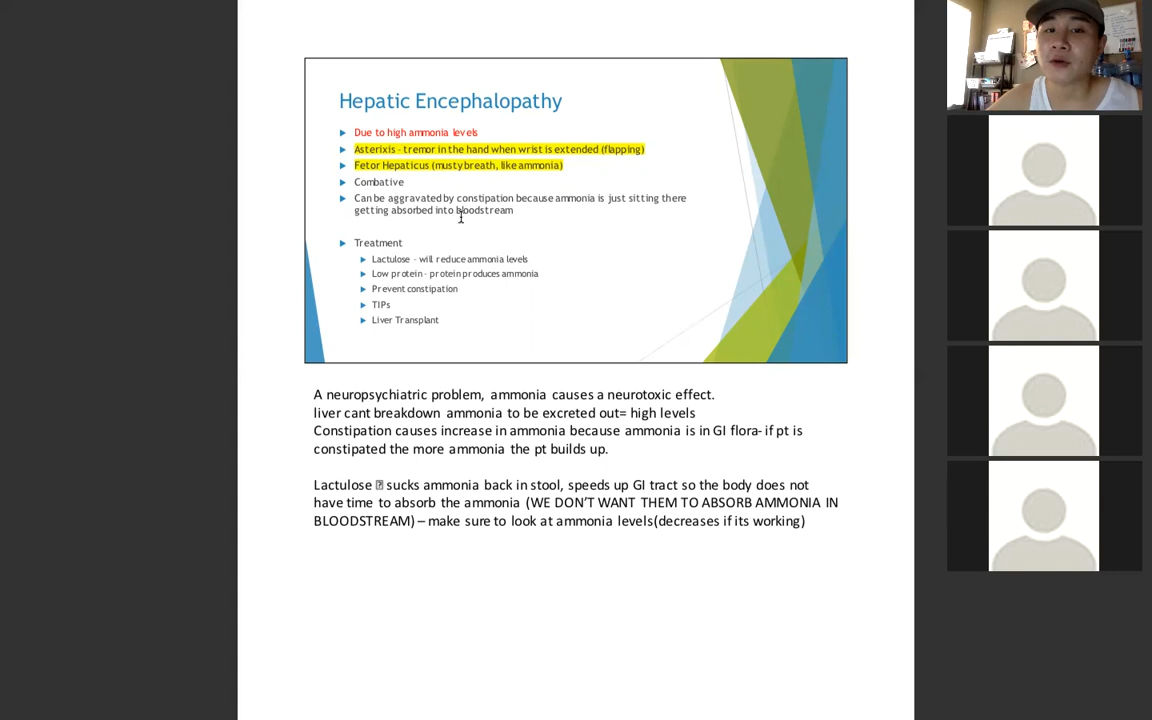 Hepatic Encephalopathy
Due to high ammonia levels
Asterixis - tremor in the hand when wrist is extended (flapping)
Fetor Hepaticus (musty breath, like ammonia)
Combative
Can be aggravated by constipation because ammonia is just sitting there
getting absorbed into bloodstream
Treatment
Lactulose - will reduce ammonia levels
Low protein - protein produces ammonia
Prevent constipation
TIPs
Liver Transplant
A neuropsychiatric problem, ammonia causes a neurotoxic effect.
liver cant breakdown ammonia to be excreted out= high levels
Constipation causes increase in ammonia because ammonia is in GI flora- if pt is
constipated the more ammonia the pt builds up.
Lactulose ⍰ sucks ammonia back in stool, speeds up GI tract so the body does not
have time to absorb the ammonia (WE DON'T WANT THEM TO ABSORB AMMONIA IN
BLOODSTREAM) – make sure to look at ammonia levels(decreases if its working)